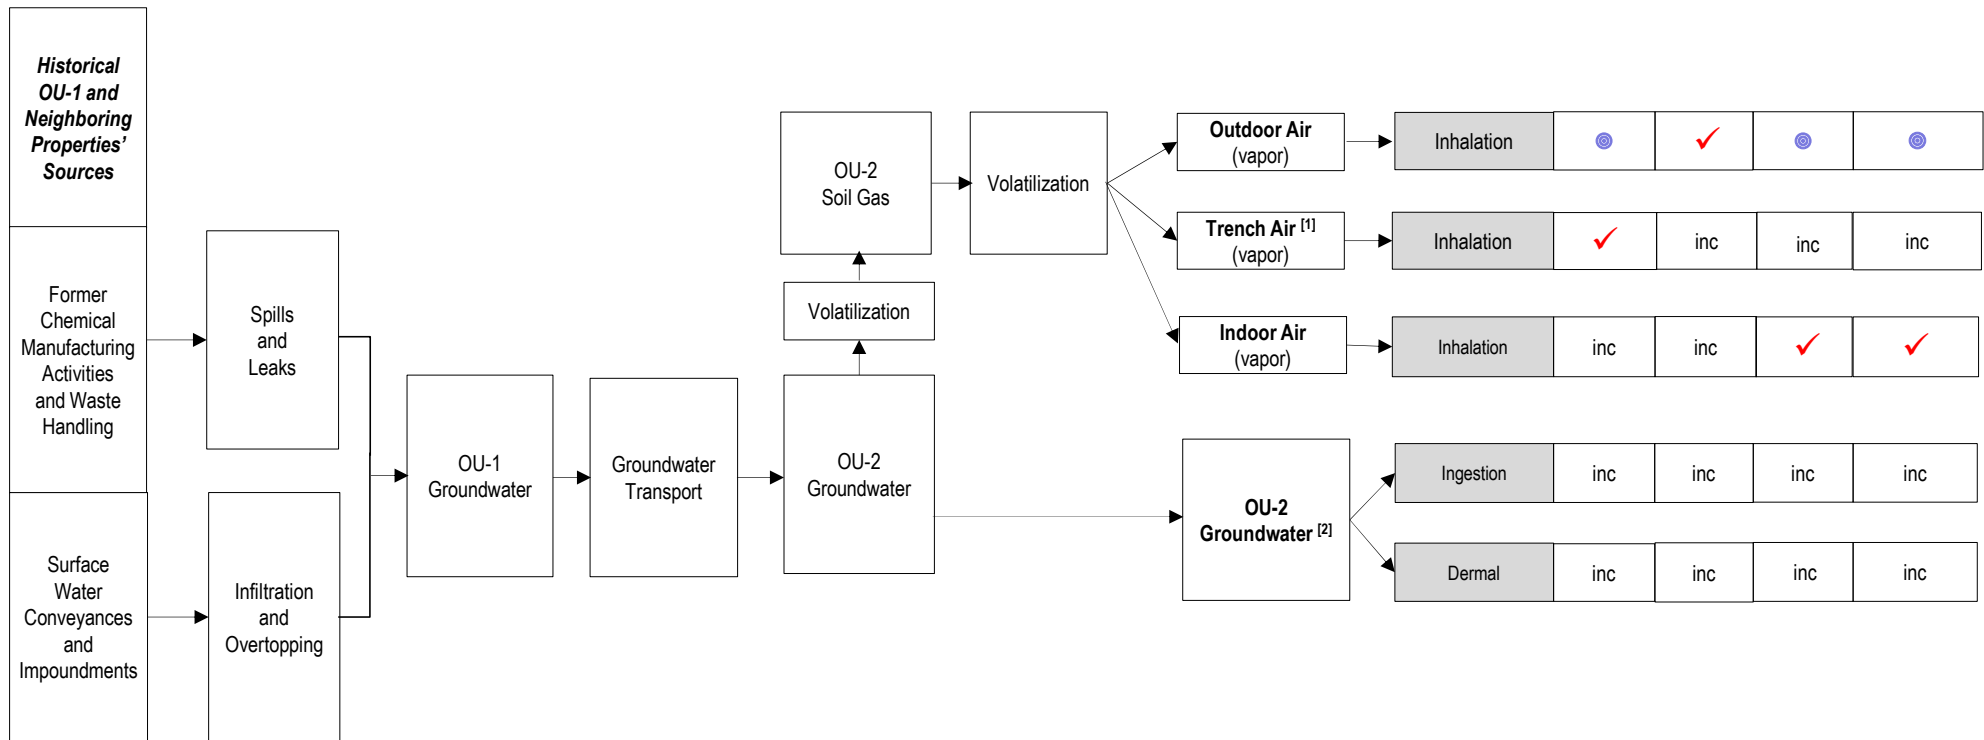 Historical
OU-1 and
Neighboring
Properties'
Sources
Former
Chemical
Manufacturing
Activities
and Waste
Handling
Surface
Water
Conveyances
and
Impoundments
Spills
and
Leaks
Infiltration
and
Overtopping
OU-1
Groundwater
Groundwater
Transport
OU-2
Groundwater
Volatilization
OU-2
Soil Gas
Volatilization
Outdoor Air
(vapor)
Inhalation
Trench Air [1]
(vapor)
Inhalation inc inc inc
Indoor Air
(vapor)
Inhalation inc inc
OU-2
Groundwater [2]
Ingestion inc inc inc inc
Dermal inc inc inc inc